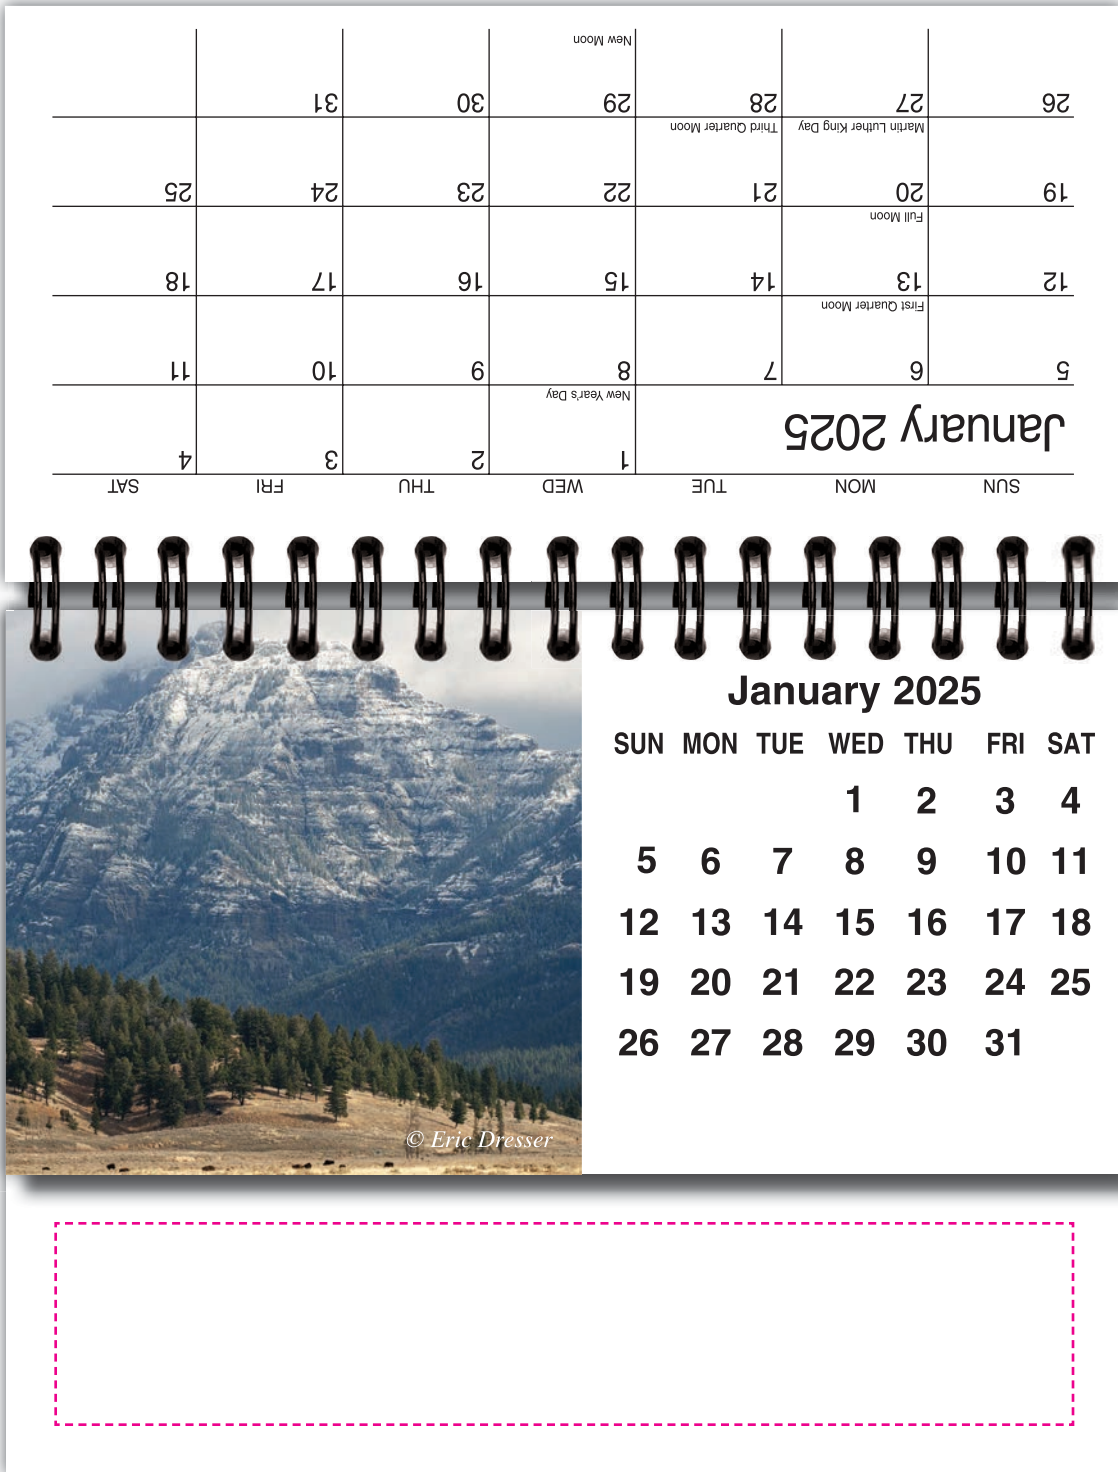 SUN MON TUE WED THU FRI SAT
January 2025 1 2 3 4
New Year's Day
5 6 7 8 9 10 11
First Quarter Moon
12 13 14 15 16 17 18
Full Moon
19 20 21 22 23 24 25
Martin Luther King Day Third Quarter Moon
26 27 28 29 30 31
New Moon
January 2025
SUN MON TUE WED THU FRI SAT
1 2 3 4
5 6 7 8 9 10 11
12 13 14 15 16 17 18
19 20 21 22 23 24 25
26 27 28 29 30 31
© Eric Dresser